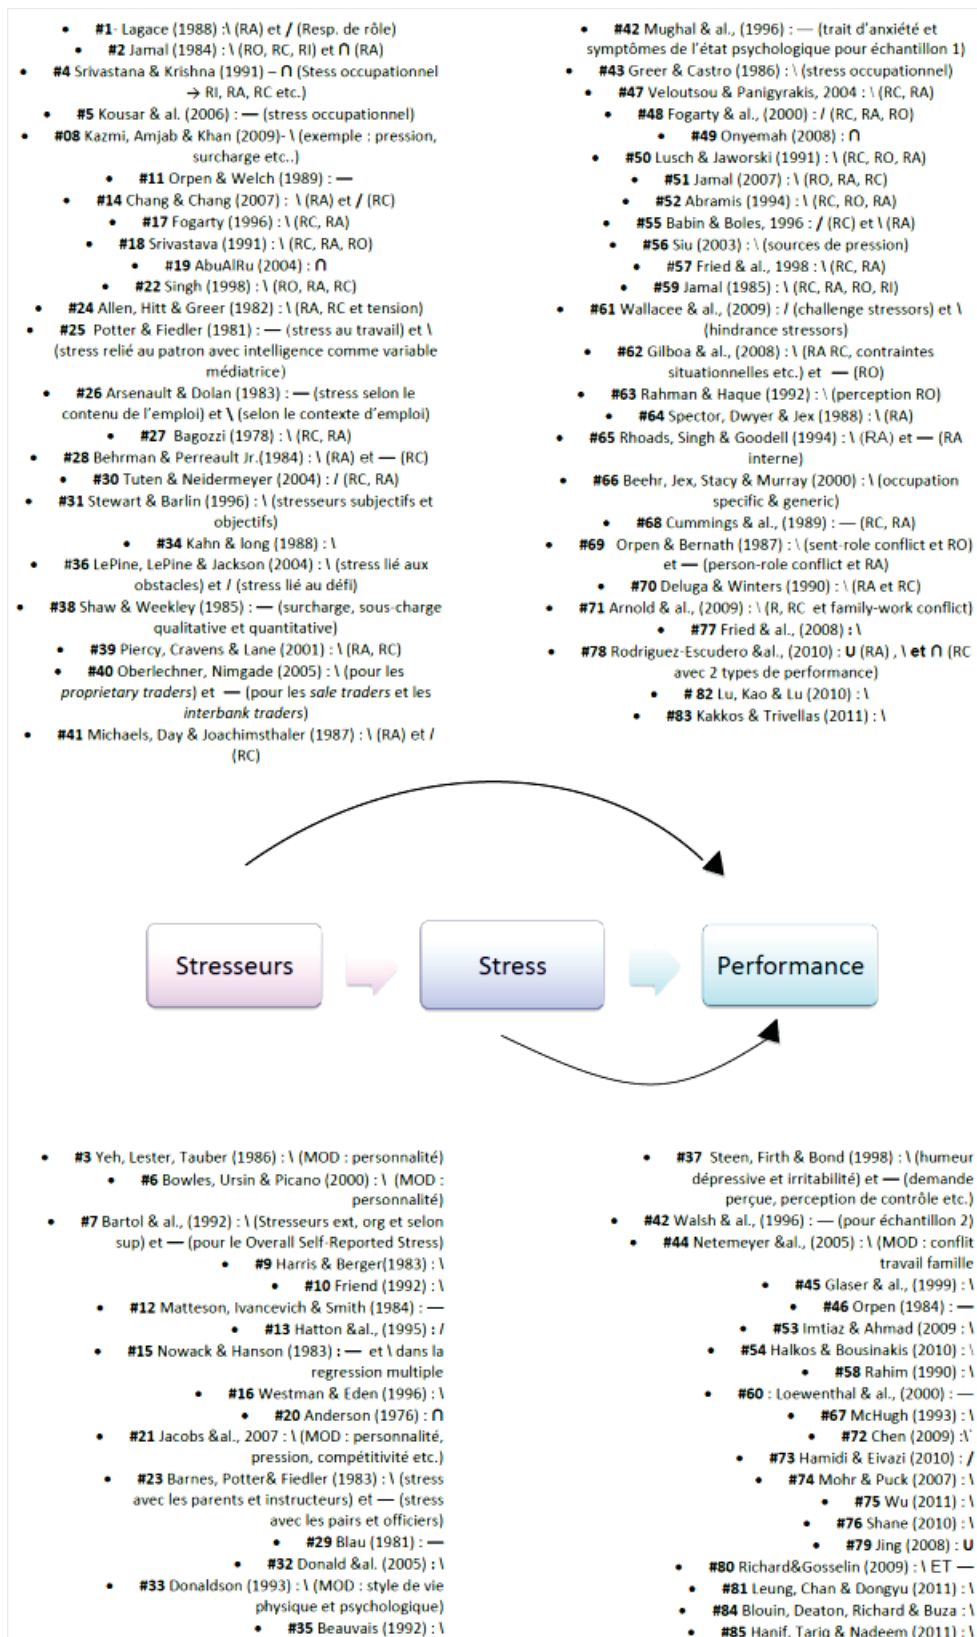 • #1- Lagace (1988) :\ (RA) et / (Resp. de rôle)
• #2 Jamal (1984) : \ (RO, RC, RI) et ∩ (RA)
• #4 Srivastana & Krishna (1991) – ∩ (Stess occupationnel
→ RI, RA, RC etc.)
• #5 Kousar & al. (2006) : — (stress occupationnel)
• #08 Kazmi, Amjab & Khan (2009)- \ (exemple : pression,
surcharge etc..)
• #11 Orpen & Welch (1989) : —
• #14 Chang & Chang (2007) : \ (RA) et / (RC)
• #17 Fogarty (1996) : \ (RC, RA)
• #18 Srivastava (1991) : \ (RC, RA, RO)
• #19 AbuAlRu (2004) : ∩
• #22 Singh (1998) : \ (RO, RA, RC)
• #24 Allen, Hitt & Greer (1982) : \ (RA, RC et tension)
• #25 Potter & Fiedler (1981) : — (stress au travail) et \
(stress relié au patron avec intelligence comme variable
médiatrice)
• #26 Arsenault & Dolan (1983) : — (stress selon le
contenu de l'emploi) et \ (selon le contexte d'emploi)
• #27 Bagozzi (1978) : \ (RC, RA)
• #28 Behrman & Perreault Jr.(1984) : \ (RA) et — (RC)
• #30 Tuten & Neidermeyer (2004) : / (RC, RA)
• #31 Stewart & Barlin (1996) : \ (stresseurs subjectifs et
objectifs)
• #34 Kahn & long (1988) : \
• #36 LePine, LePine & Jackson (2004) : \ (stress lié aux
obstacles) et / (stress lié au défi)
• #38 Shaw & Weekley (1985) : — (surcharge, sous-charge
qualitative et quantitative)
• #39 Piercy, Cravens & Lane (2001) : \ (RA, RC)
• #40 Oberlechner, Nimgade (2005) : \ (pour les
proprietary traders) et — (pour les sale traders et les
interbank traders)
• #41 Michaels, Day & Joachimsthaler (1987) : \ (RA) et /
(RC)
• #42 Mughal & al., (1996) : — (trait d'anxiété et
symptômes de l'état psychologique pour échantillon 1)
• #43 Greer & Castro (1986) : \ (stress occupationnel)
• #47 Veloutsou & Panigyrakis, 2004 : \ (RC, RA)
• #48 Fogarty & al., (2000) : / (RC, RA, RO)
• #49 Onyemah (2008) : ∩
• #50 Lusch & Jaworski (1991) : \ (RC, RO, RA)
• #51 Jamal (2007) : \ (RO, RA, RC)
• #52 Abramis (1994) : \ (RC, RO, RA)
• #55 Babin & Boles, 1996 : / (RC) et \ (RA)
• #56 Siu (2003) : \ (sources de pression)
• #57 Fried & al., 1998 : \ (RC, RA)
• #59 Jamal (1985) : \ (RC, RA, RO, RI)
• #61 Wallacee & al., (2009) : / (challenge stressors) et \
(hindrance stressors)
• #62 Gilboa & al., (2008) : \ (RA RC, contraintes
situationnelles etc.) et — (RO)
• #63 Rahman & Haque (1992) : \ (perception RO)
• #64 Spector, Dwyer & Jex (1988) : \ (RA)
• #65 Rhoads, Singh & Goodell (1994) : \ (RA) et — (RA
interne)
• #66 Beehr, Jex, Stacy & Murray (2000) : \ (occupation
specific & generic)
• #68 Cummings & al., (1989) : — (RC, RA)
• #69 Orpen & Bernath (1987) : \ (sent-role conflict et RO)
et — (person-role conflict et RA)
• #70 Deluga & Winters (1990) : \ (RA et RC)
• #71 Arnold & al., (2009) : \ (R, RC et family-work conflict)
• #77 Fried & al., (2008) : \
• #78 Rodriguez-Escudero &al., (2010) : U (RA) , \ et ∩ (RC
avec 2 types de performance)
• # 82 Lu, Kao & Lu (2010) : \
• #83 Kakkos & Trivellas (2011) : \
Stresseurs
Stress
Performance
• #3 Yeh, Lester, Tauber (1986) : \ (MOD : personnalité)
• #6 Bowles, Ursin & Picano (2000) : \ (MOD :
personnalité)
• #7 Bartol & al., (1992) : \ (Stresseurs ext, org et selon
sup) et — (pour le Overall Self-Reported Stress)
• #9 Harris & Berger(1983) : \
• #10 Friend (1992) : \
• #12 Matteson, Ivancevich & Smith (1984) : —
• #13 Hatton &al., (1995) : /
• #15 Nowack & Hanson (1983) : — et \ dans la
regression multiple
• #16 Westman & Eden (1996) : \
• #20 Anderson (1976) : ∩
• #21 Jacobs &al., 2007 : \ (MOD : personnalité,
pression, compétitivité etc.)
• #23 Barnes, Potter& Fiedler (1983) : \ (stress
avec les parents et instructeurs) et — (stress
avec les pairs et officiers)
• #29 Blau (1981) : —
• #32 Donald &al. (2005) : \
• #33 Donaldson (1993) : \ (MOD : style de vie
physique et psychologique)
• #35 Beauvais (1992) : \
• #37 Steen, Firth & Bond (1998) : \ (humeur
dépressive et irritabilité) et — (demande
perçue, perception de contrôle etc.)
• #42 Walsh & al., (1996) : — (pour échantillon 2)
• #44 Netemeyer &al., (2005) : \ (MOD : conflit
travail famille
• #45 Glaser & al., (1999) : \
• #46 Orpen (1984) : —
• #53 Imtiaz & Ahmad (2009 : \
• #54 Halkos & Bousinakis (2010) : \
• #58 Rahim (1990) : \
• #60 : Loewenthal & al., (2000) : —
• #67 McHugh (1993) : \
• #72 Chen (2009) :\`
• #73 Hamidi & Eivazi (2010) : /
• #74 Mohr & Puck (2007) : \
• #75 Wu (2011) : \
• #76 Shane (2010) : \
• #79 Jing (2008) : U
• #80 Richard&Gosselin (2009) : \ ET —
• #81 Leung, Chan & Dongyu (2011) : \
• #84 Blouin, Deaton, Richard & Buza : \
• #85 Hanif, Tariq & Nadeem (2011) : \